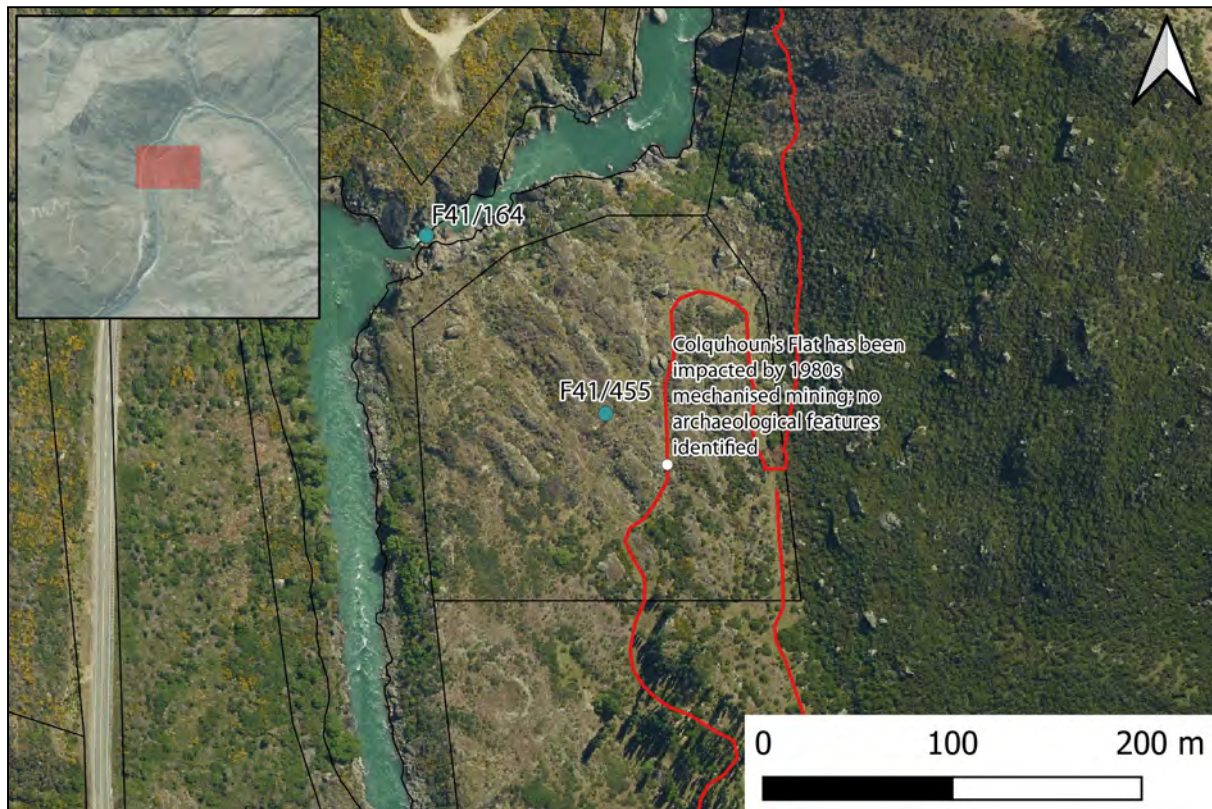 F41/164
Colquhoun's Flat has been
impacted by 1980s
mechanised mining; no
archaeological features
identified
F41/455
0 100 200 m